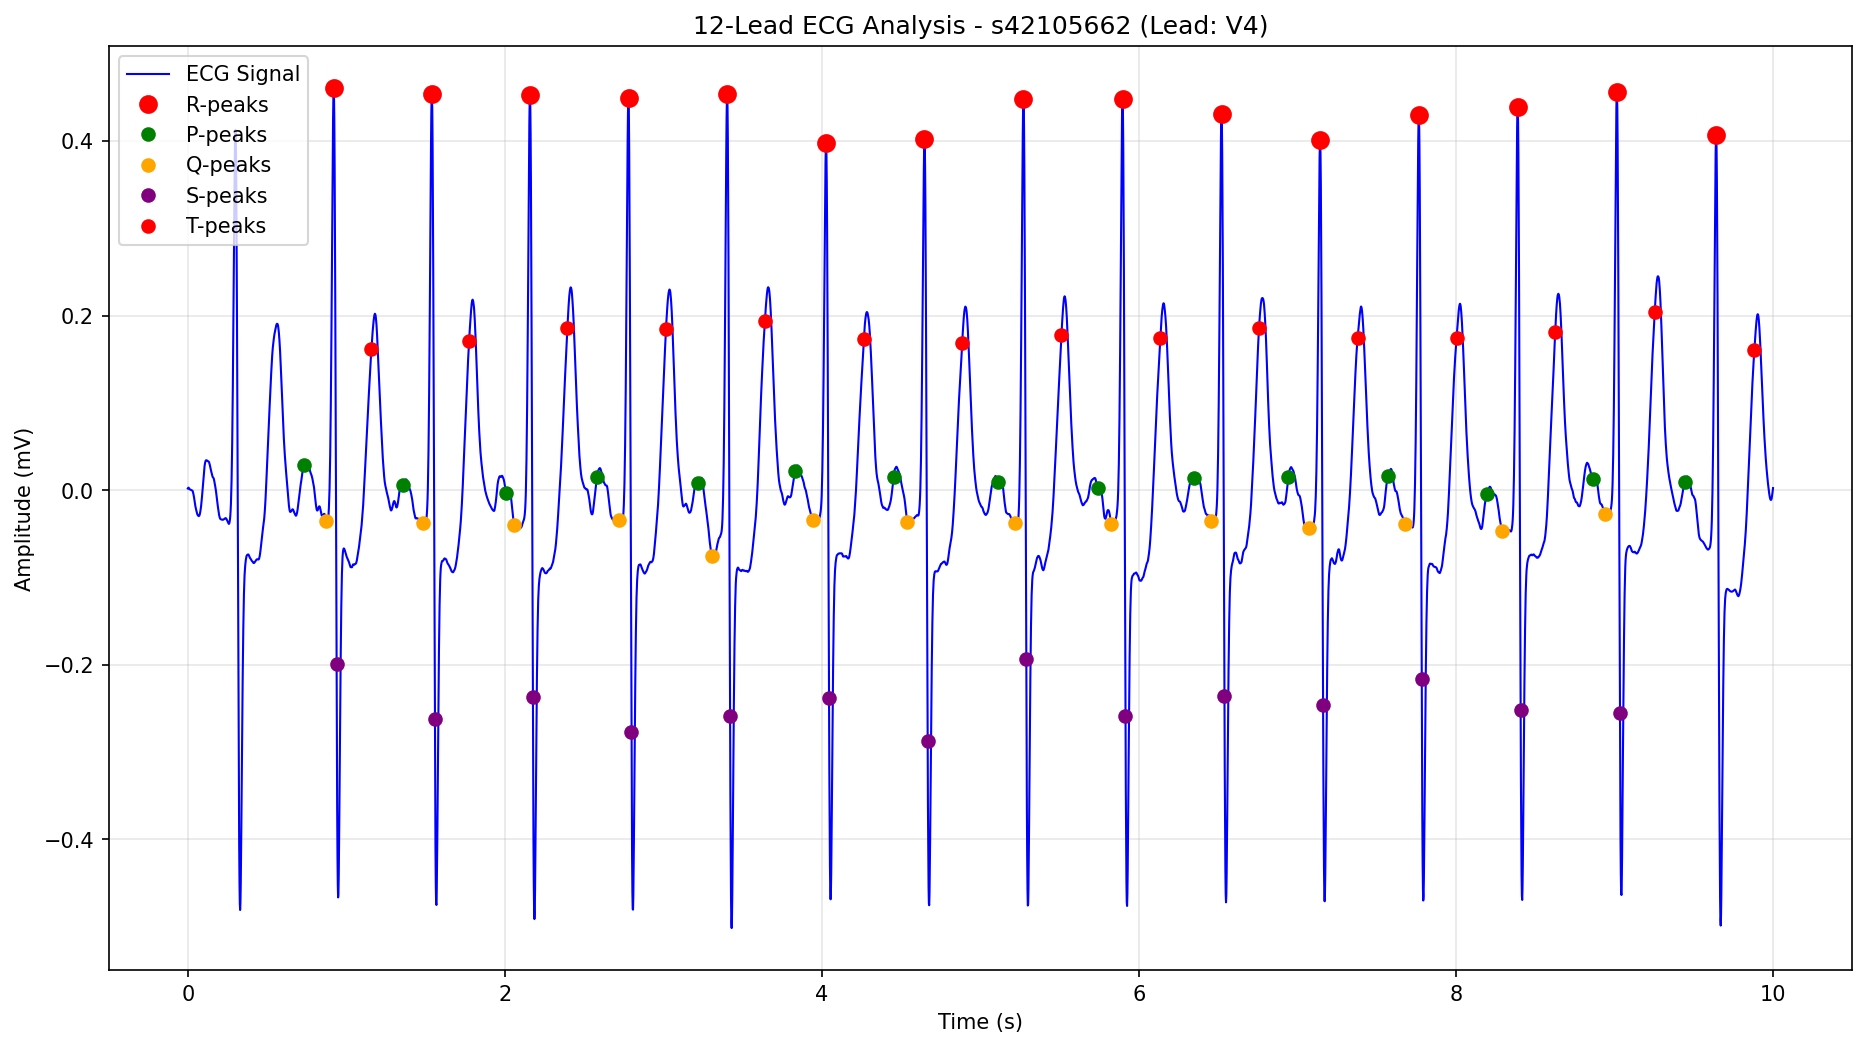 12-Lead ECG Analysis - s42105662 (Lead: V4)
ECG Signal
R-peaks
P-peaks
Q-peaks
S-peaks
T-peaks
Amplitude (mV)
0.4
0.2
0.0
−0.2
−0.4
0
2
4
6
8
10
Time (s)